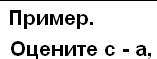 Пример.
Оцените с - а,